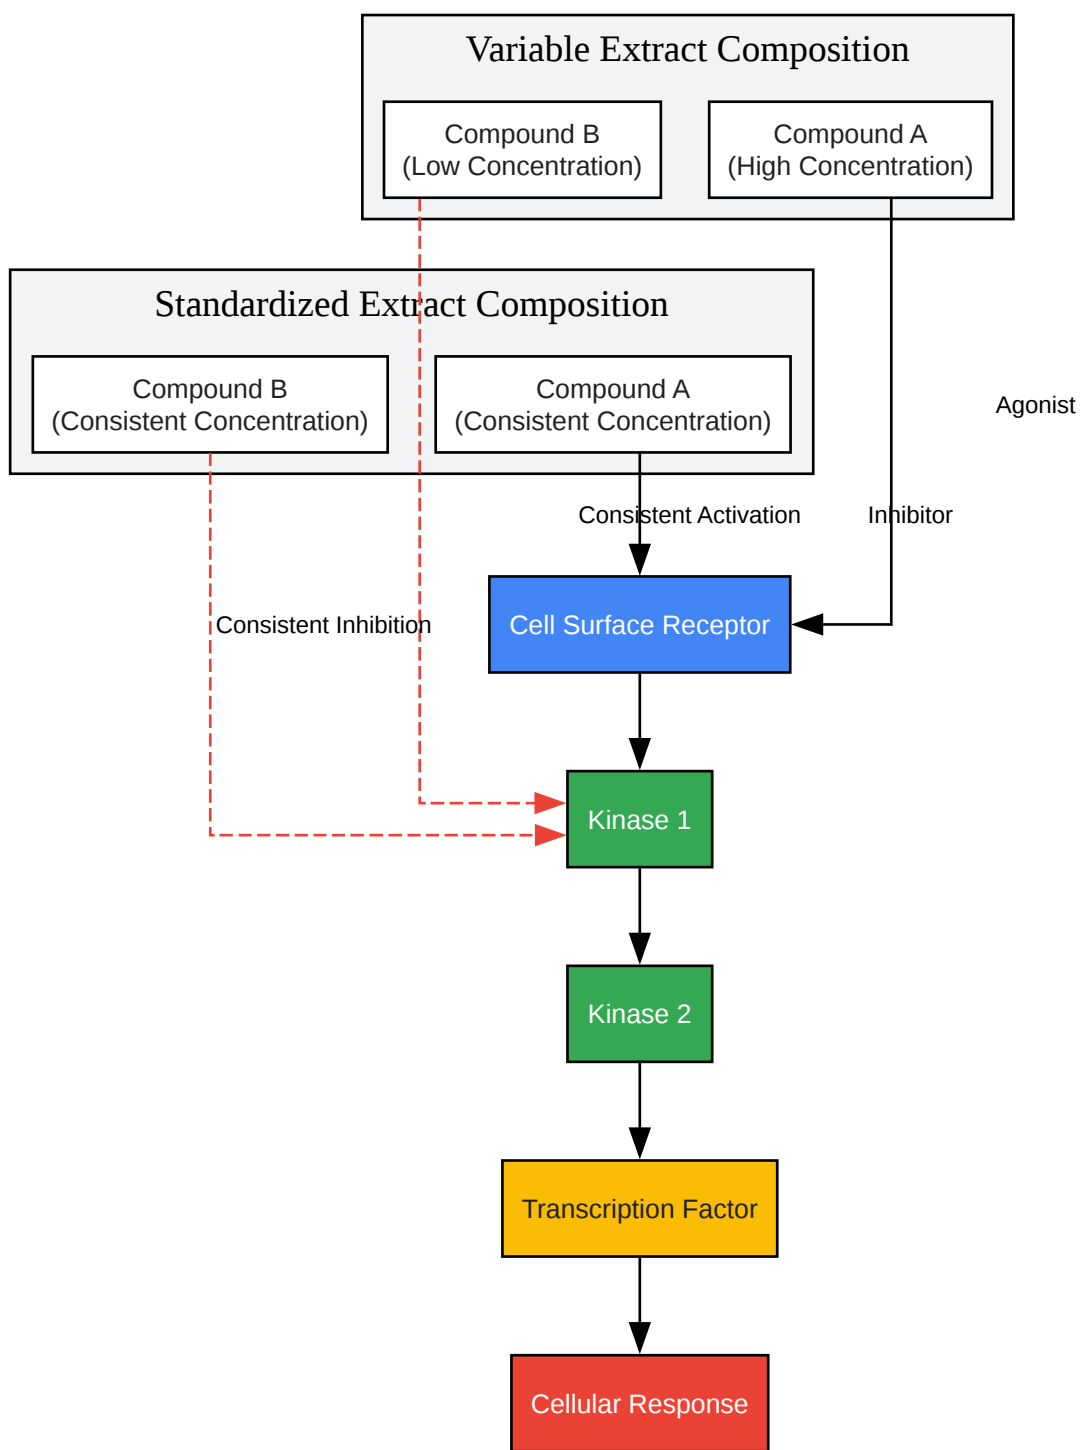 Variable Extract Composition
Compound B
(Low Concentration)
Compound A
(High Concentration)
Standardized Extract Composition
Compound B
(Consistent Concentration)
Compound A
(Consistent Concentration)
Agonist
Consistent Activation
Inhibitor
Consistent Inhibition
Cell Surface Receptor
Kinase 1
Kinase 2
Transcription Factor
Cellular Response